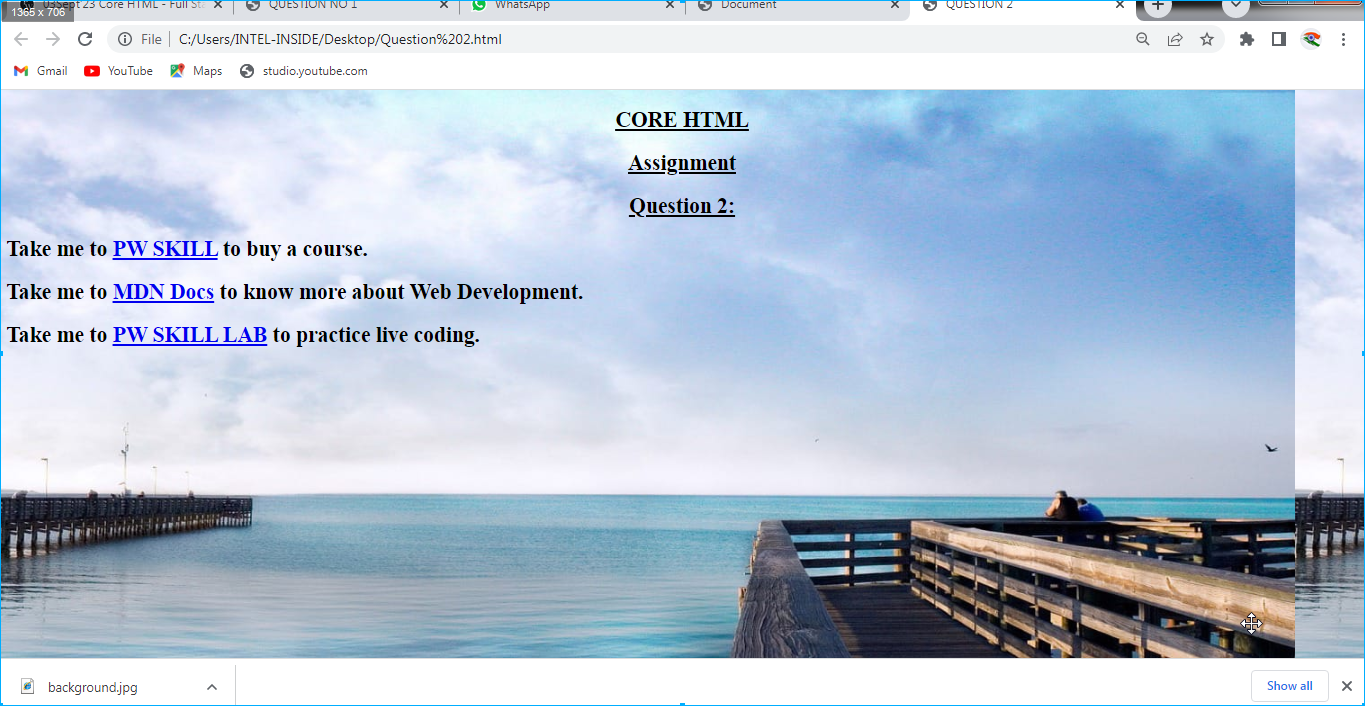 1365 x 706
03Sept 23 Core HTML - Full Sta
QUESTION NO 1
WhatsApp
Document
QUESTION 2
File
C:/Users/INTEL-INSIDE/Desktop/Question%202.html
Gmail
YouTube
Maps
studio.youtube.com
CORE HTML
Assignment
Question 2:
Take me to PW SKILL to buy a course.
Take me to MDN Docs to know more about Web Development.
Take me to PW SKILL LAB to practice live coding.
background.jpg
Show all